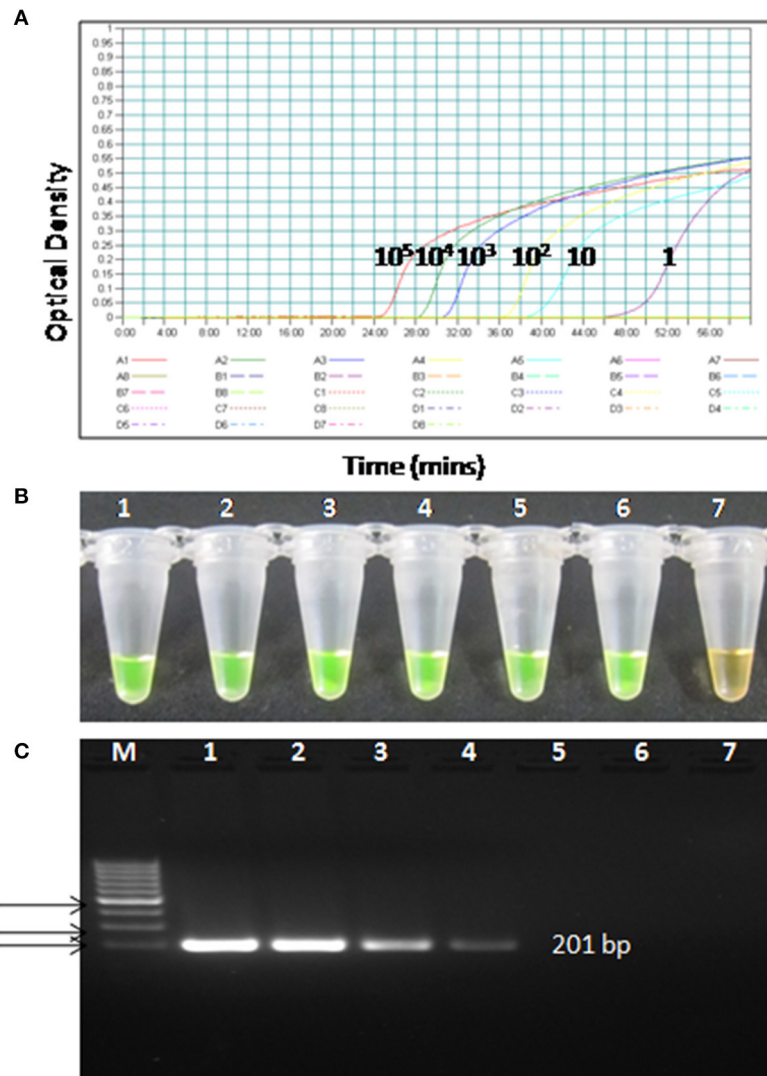 A
1
0.95
0.9
0.85
0.8
0.75
0.7
0.65
0.6
0.55
0.5
0.45
0.4
0.35
0.3
0.25
0.2
0.15
0.1
0.05
0
Optical Density
10⁵ 10⁴ 10³ 10² 10 1
0:00 4:00 8:00 12:00 16:00 20:00 24:00 28:00 32:00 36:00 40:00 44:00 48:00 52:00 56:00
A1 A2 A3 A4 A5 A6 A7
A8 B1 B2 B3 B4 B5 B6
B7 B8 C1 C2 C3 C4 C5
C6 C7 C8 D1 D2 D3 D4
D5 D6 D7 D8
Time (mins)
B
1 2 3 4 5 6 7
C
M 1 2 3 4 5 6 7
201 bp